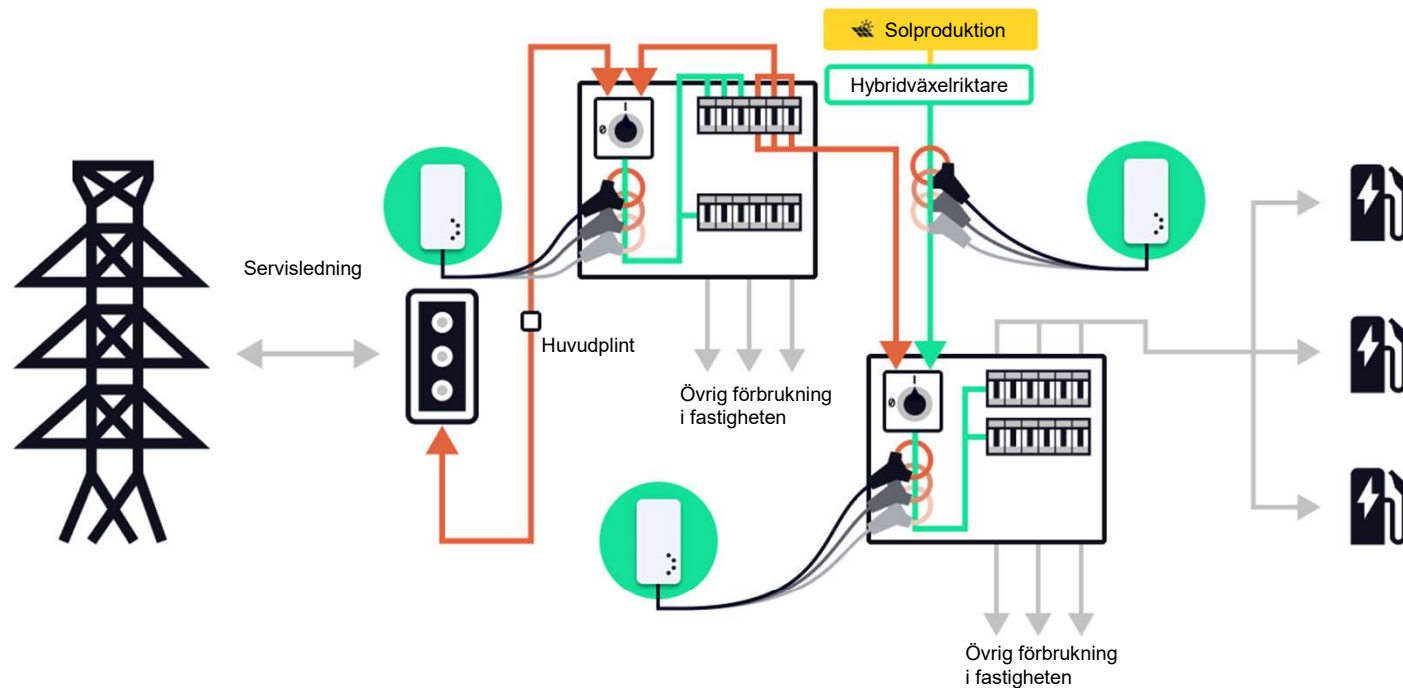 Solproduktion
Hybridväxelriktare
Servisledning
Huvudplint
Övrig förbrukning
i fastigheten
Övrig förbrukning
i fastigheten